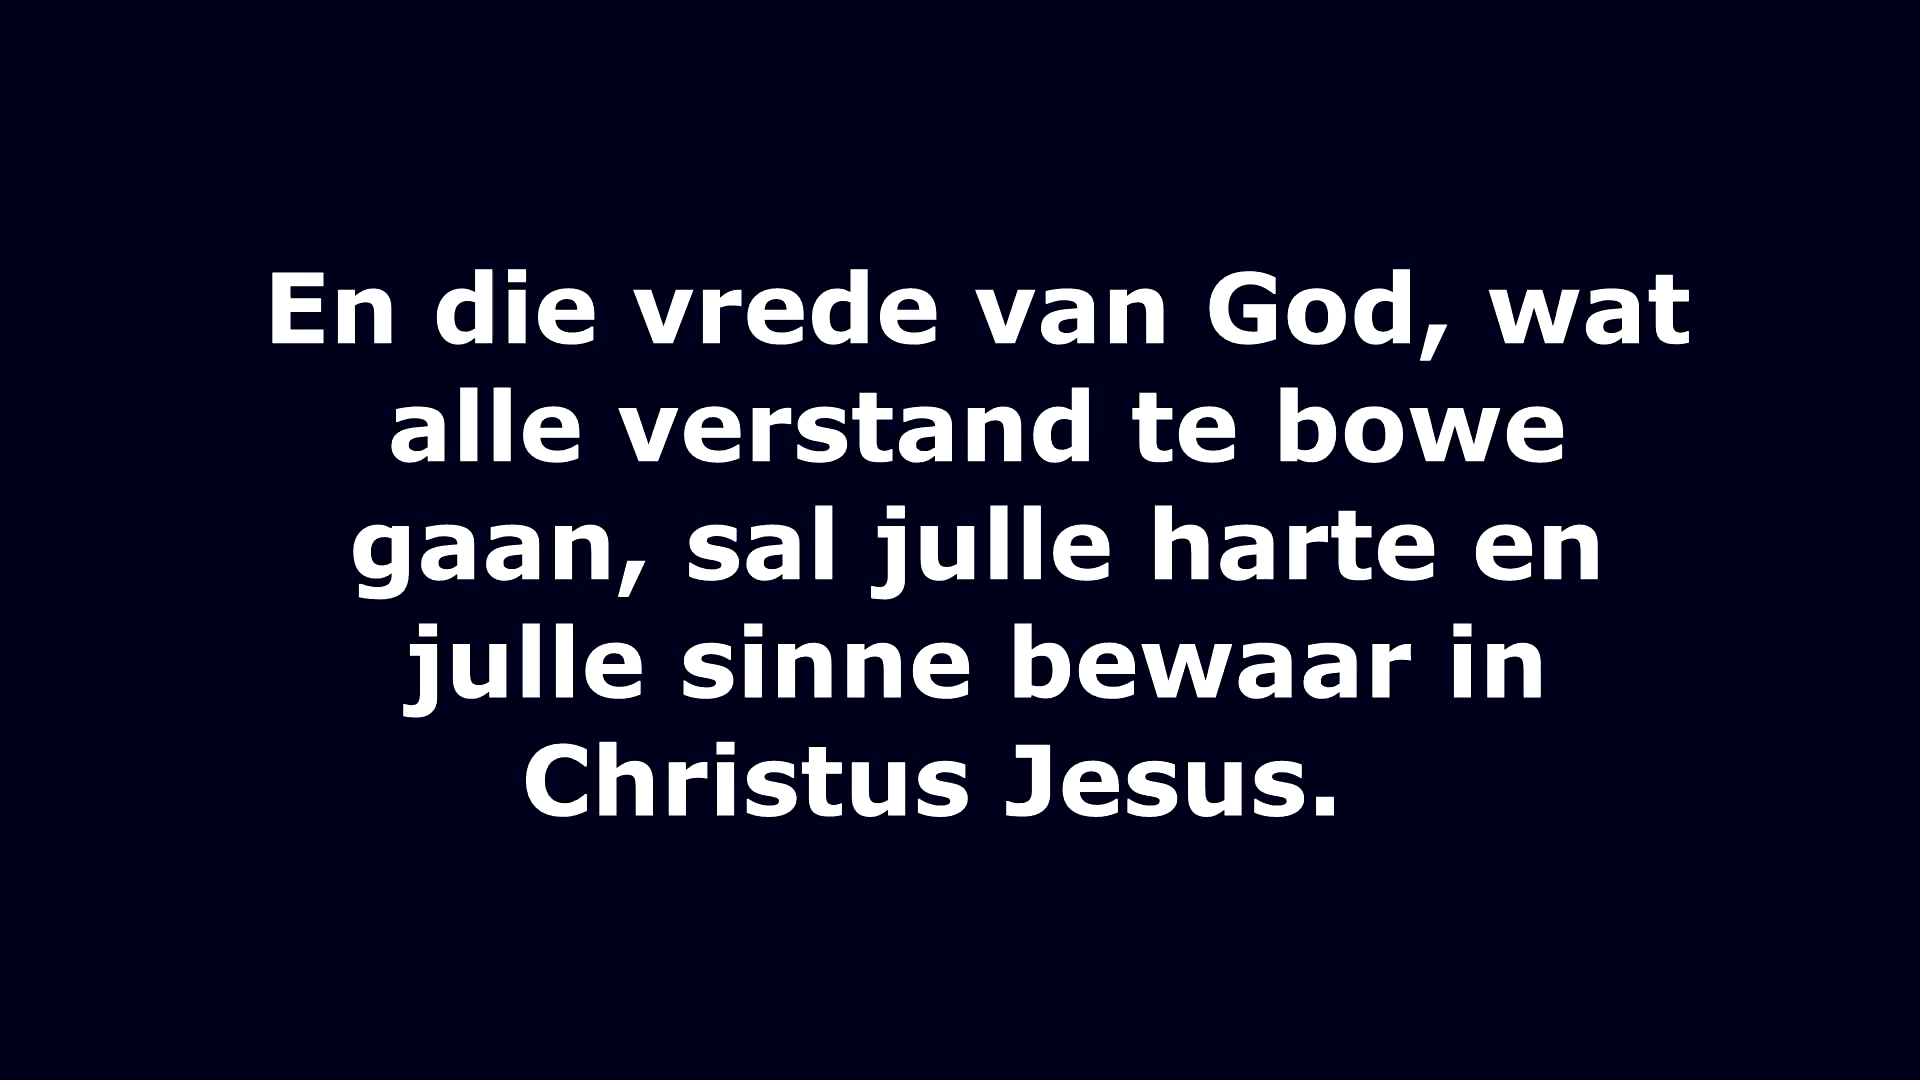 En die vrede van God, wat
alle verstand te bowe
gaan, sal julle harte en
julle sinne bewaar in
Christus Jesus.